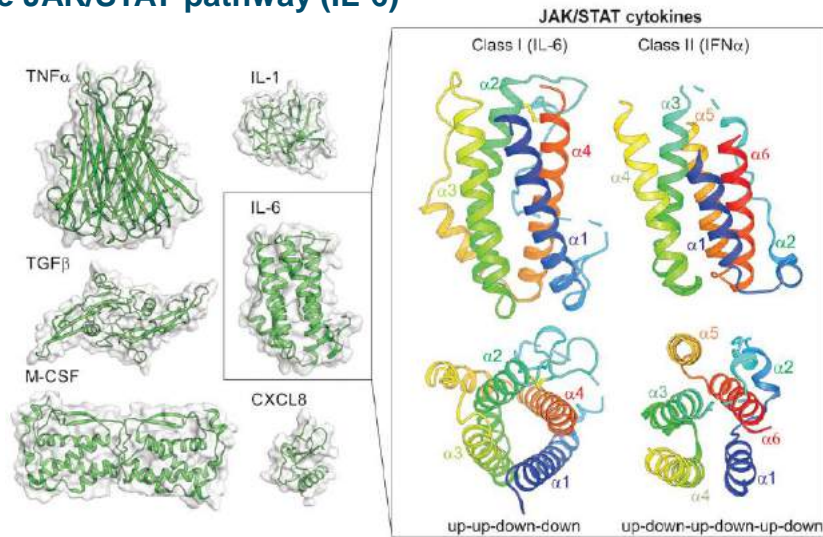 e JAK/STAT pathway (IL-6)
JAK/STAT cytokines
Class I (IL-6)
Class II (IFNα)
TNFα
IL-1
IL-6
TGFβ
M-CSF
CXCL8
α2
α4
α3
α1
α3
α5
α6
α4
α1
α2
α2
α4
α3
α1
α5
α2
α3
α6
α4
α1
up-up-down-down
up-down-up-down-up-down